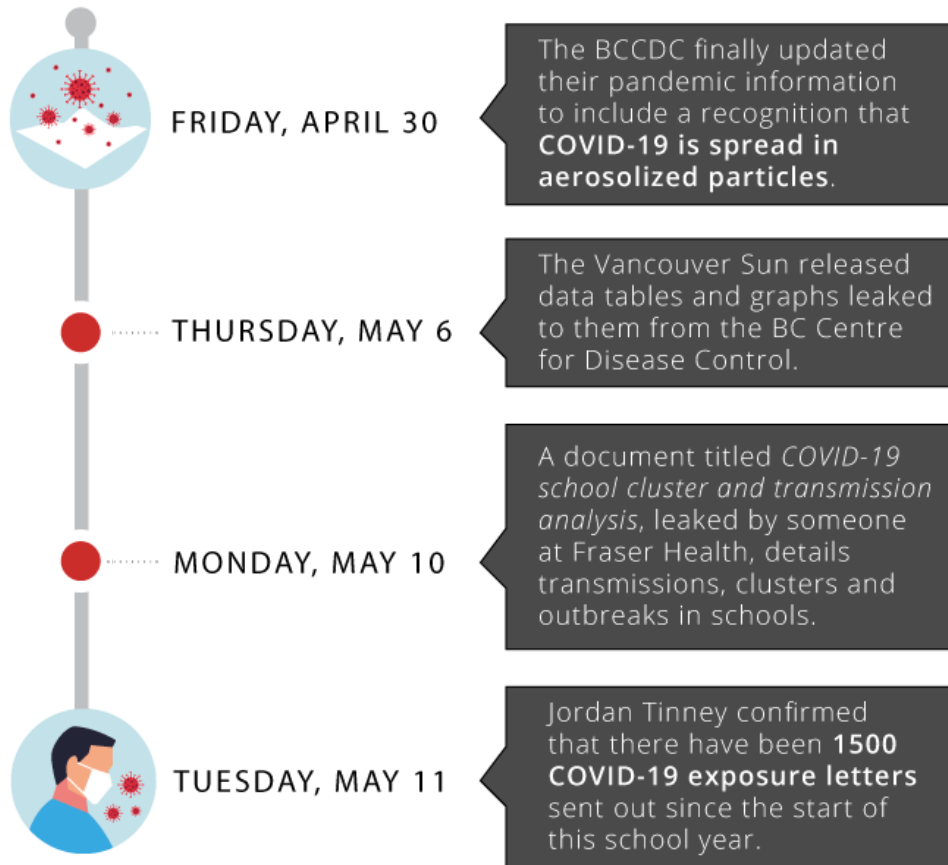 FRIDAY, APRIL 30
The BCCDC finally updated
their pandemic information
to include a recognition that
COVID-19 is spread in
aerosolized particles.
THURSDAY, MAY 6
The Vancouver Sun released
data tables and graphs leaked
to them from the BC Centre
for Disease Control.
MONDAY, MAY 10
A document titled COVID-19
school cluster and transmission
analysis, leaked by someone
at Fraser Health, details
transmissions, clusters and
outbreaks in schools.
TUESDAY, MAY 11
Jordan Tinney confirmed
that there have been 1500
COVID-19 exposure letters
sent out since the start of
this school year.